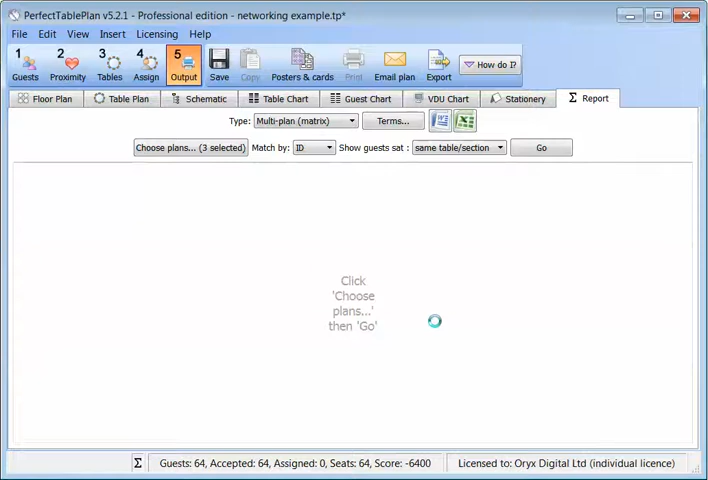 PerfectTablePlan v5.2.1 - Professional edition - networking example.tp*
File Edit View Insert Licensing Help
1 2 3 4 5
Guests Proximity Tables Assign Output Save Copy Posters & cards Print Email plan Export How do I?
Floor Plan Table Plan Schematic Table Chart Guest Chart VDU Chart Stationery Σ Report
Type: Multi-plan (matrix) Terms...
Choose plans... (3 selected) Match by: ID Show guests sat : same table/section Go
Click
'Choose
plans...'
then 'Go'
Σ Guests: 64, Accepted: 64, Assigned: 0, Seats: 64, Score: -6400 Licensed to: Oryx Digital Ltd (individual licence)